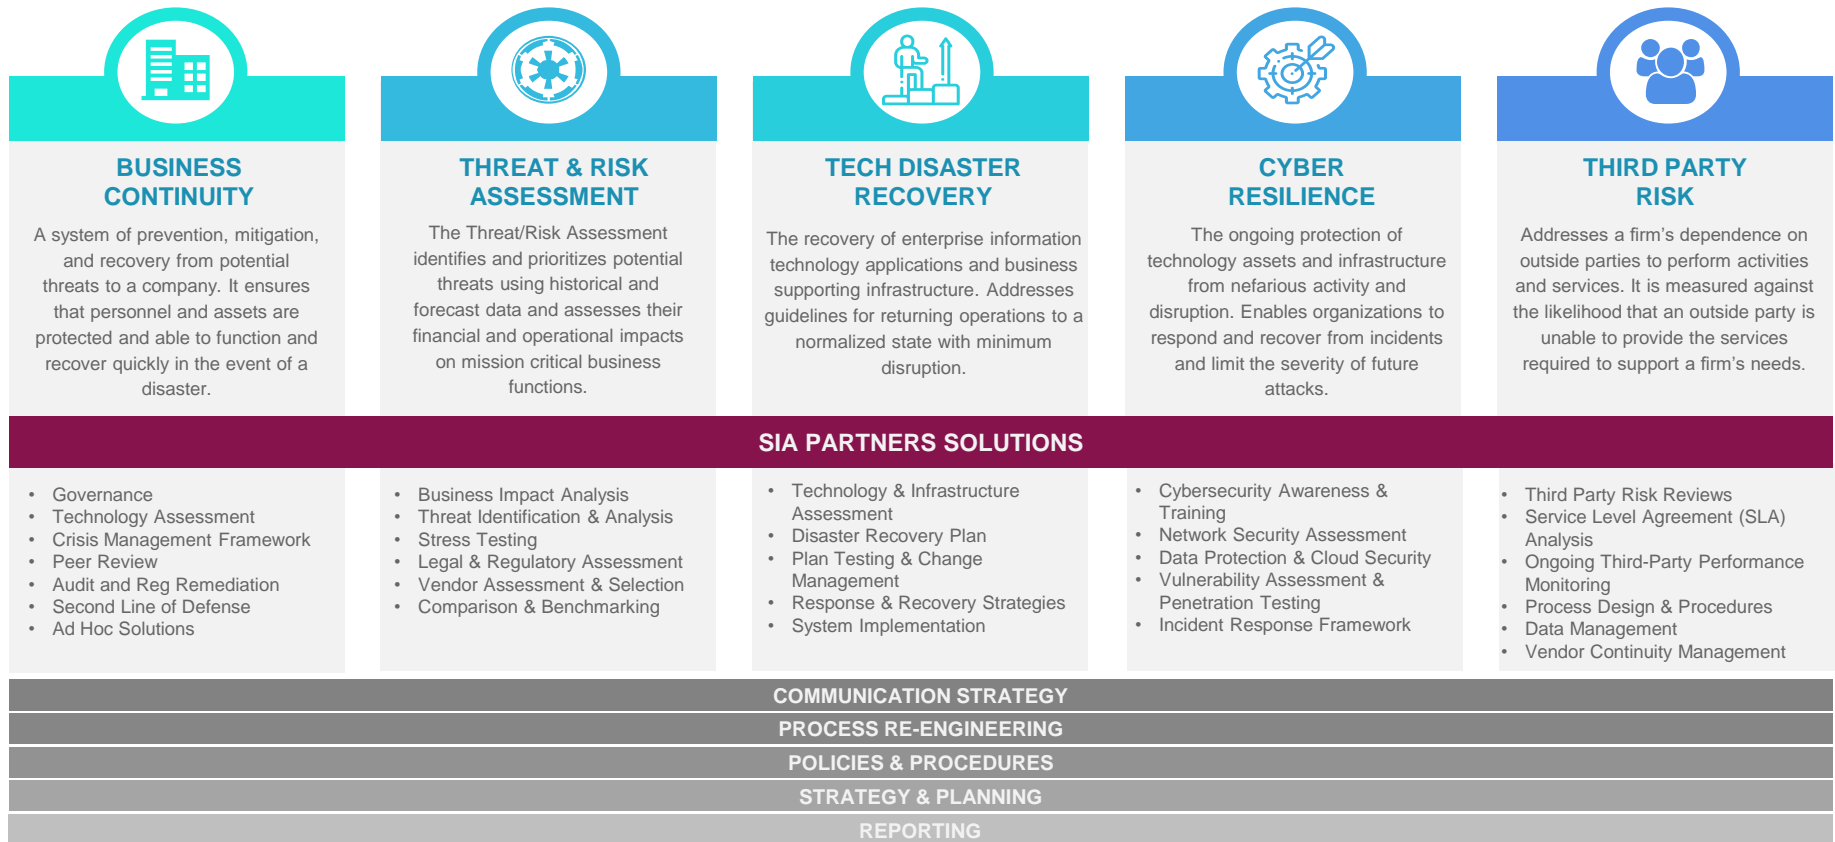 BUSINESS
CONTINUITY
A system of prevention, mitigation,
and recovery from potential
threats to a company. It ensures
that personnel and assets are
protected and able to function and
recover quickly in the event of a
disaster.
THREAT & RISK
ASSESSMENT
The Threat/Risk Assessment
identifies and prioritizes potential
threats using historical and
forecast data and assesses their
financial and operational impacts
on mission critical business
functions.
TECH DISASTER
RECOVERY
The recovery of enterprise information
technology applications and business
supporting infrastructure. Addresses
guidelines for returning operations to a
normalized state with minimum
disruption.
CYBER
RESILIENCE
The ongoing protection of
technology assets and infrastructure
from nefarious activity and
disruption. Enables organizations to
respond and recover from incidents
and limit the severity of future
attacks.
THIRD PARTY
RISK
Addresses a firm’s dependence on
outside parties to perform activities
and services. It is measured against
the likelihood that an outside party is
unable to provide the services
required to support a firm’s needs.
SIA PARTNERS SOLUTIONS
• Governance
• Technology Assessment
• Crisis Management Framework
• Peer Review
• Audit and Reg Remediation
• Second Line of Defense
• Ad Hoc Solutions
• Business Impact Analysis
• Threat Identification & Analysis
• Stress Testing
• Legal & Regulatory Assessment
• Vendor Assessment & Selection
• Comparison & Benchmarking
• Technology & Infrastructure
Assessment
• Disaster Recovery Plan
• Plan Testing & Change
Management
• Response & Recovery Strategies
• System Implementation
• Cybersecurity Awareness &
Training
• Network Security Assessment
• Data Protection & Cloud Security
• Vulnerability Assessment &
Penetration Testing
• Incident Response Framework
• Third Party Risk Reviews
• Service Level Agreement (SLA)
Analysis
• Ongoing Third-Party Performance
Monitoring
• Process Design & Procedures
• Data Management
• Vendor Continuity Management
COMMUNICATION STRATEGY
PROCESS RE-ENGINEERING
POLICIES & PROCEDURES
STRATEGY & PLANNING
REPORTING